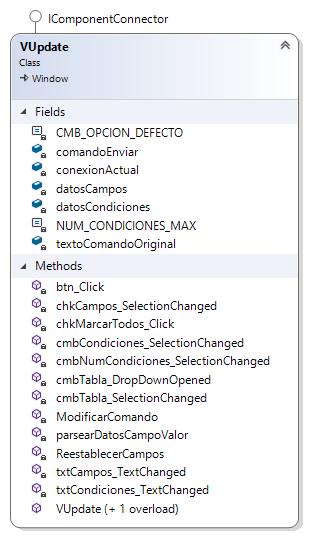 IComponentConnector
VUpdate
Class
Window
Fields
CMB_OPCION_DEFECTO
comandoEnviar
conexionActual
datosCampos
datosCondiciones
NUM_CONDICIONES_MAX
textoComandoOriginal
Methods
btn_Click
chkCampos_SelectionChanged
chkMarcarTodos_Click
cmbCondiciones_SelectionChanged
cmbNumCondiciones_SelectionChanged
cmbTabla_DropDownOpened
cmbTabla_SelectionChanged
ModificarComando
parsearDatosCampoValor
ReestablecerCampos
txtCampos_TextChanged
txtCondiciones_TextChanged
VUpdate (+ 1 overload)